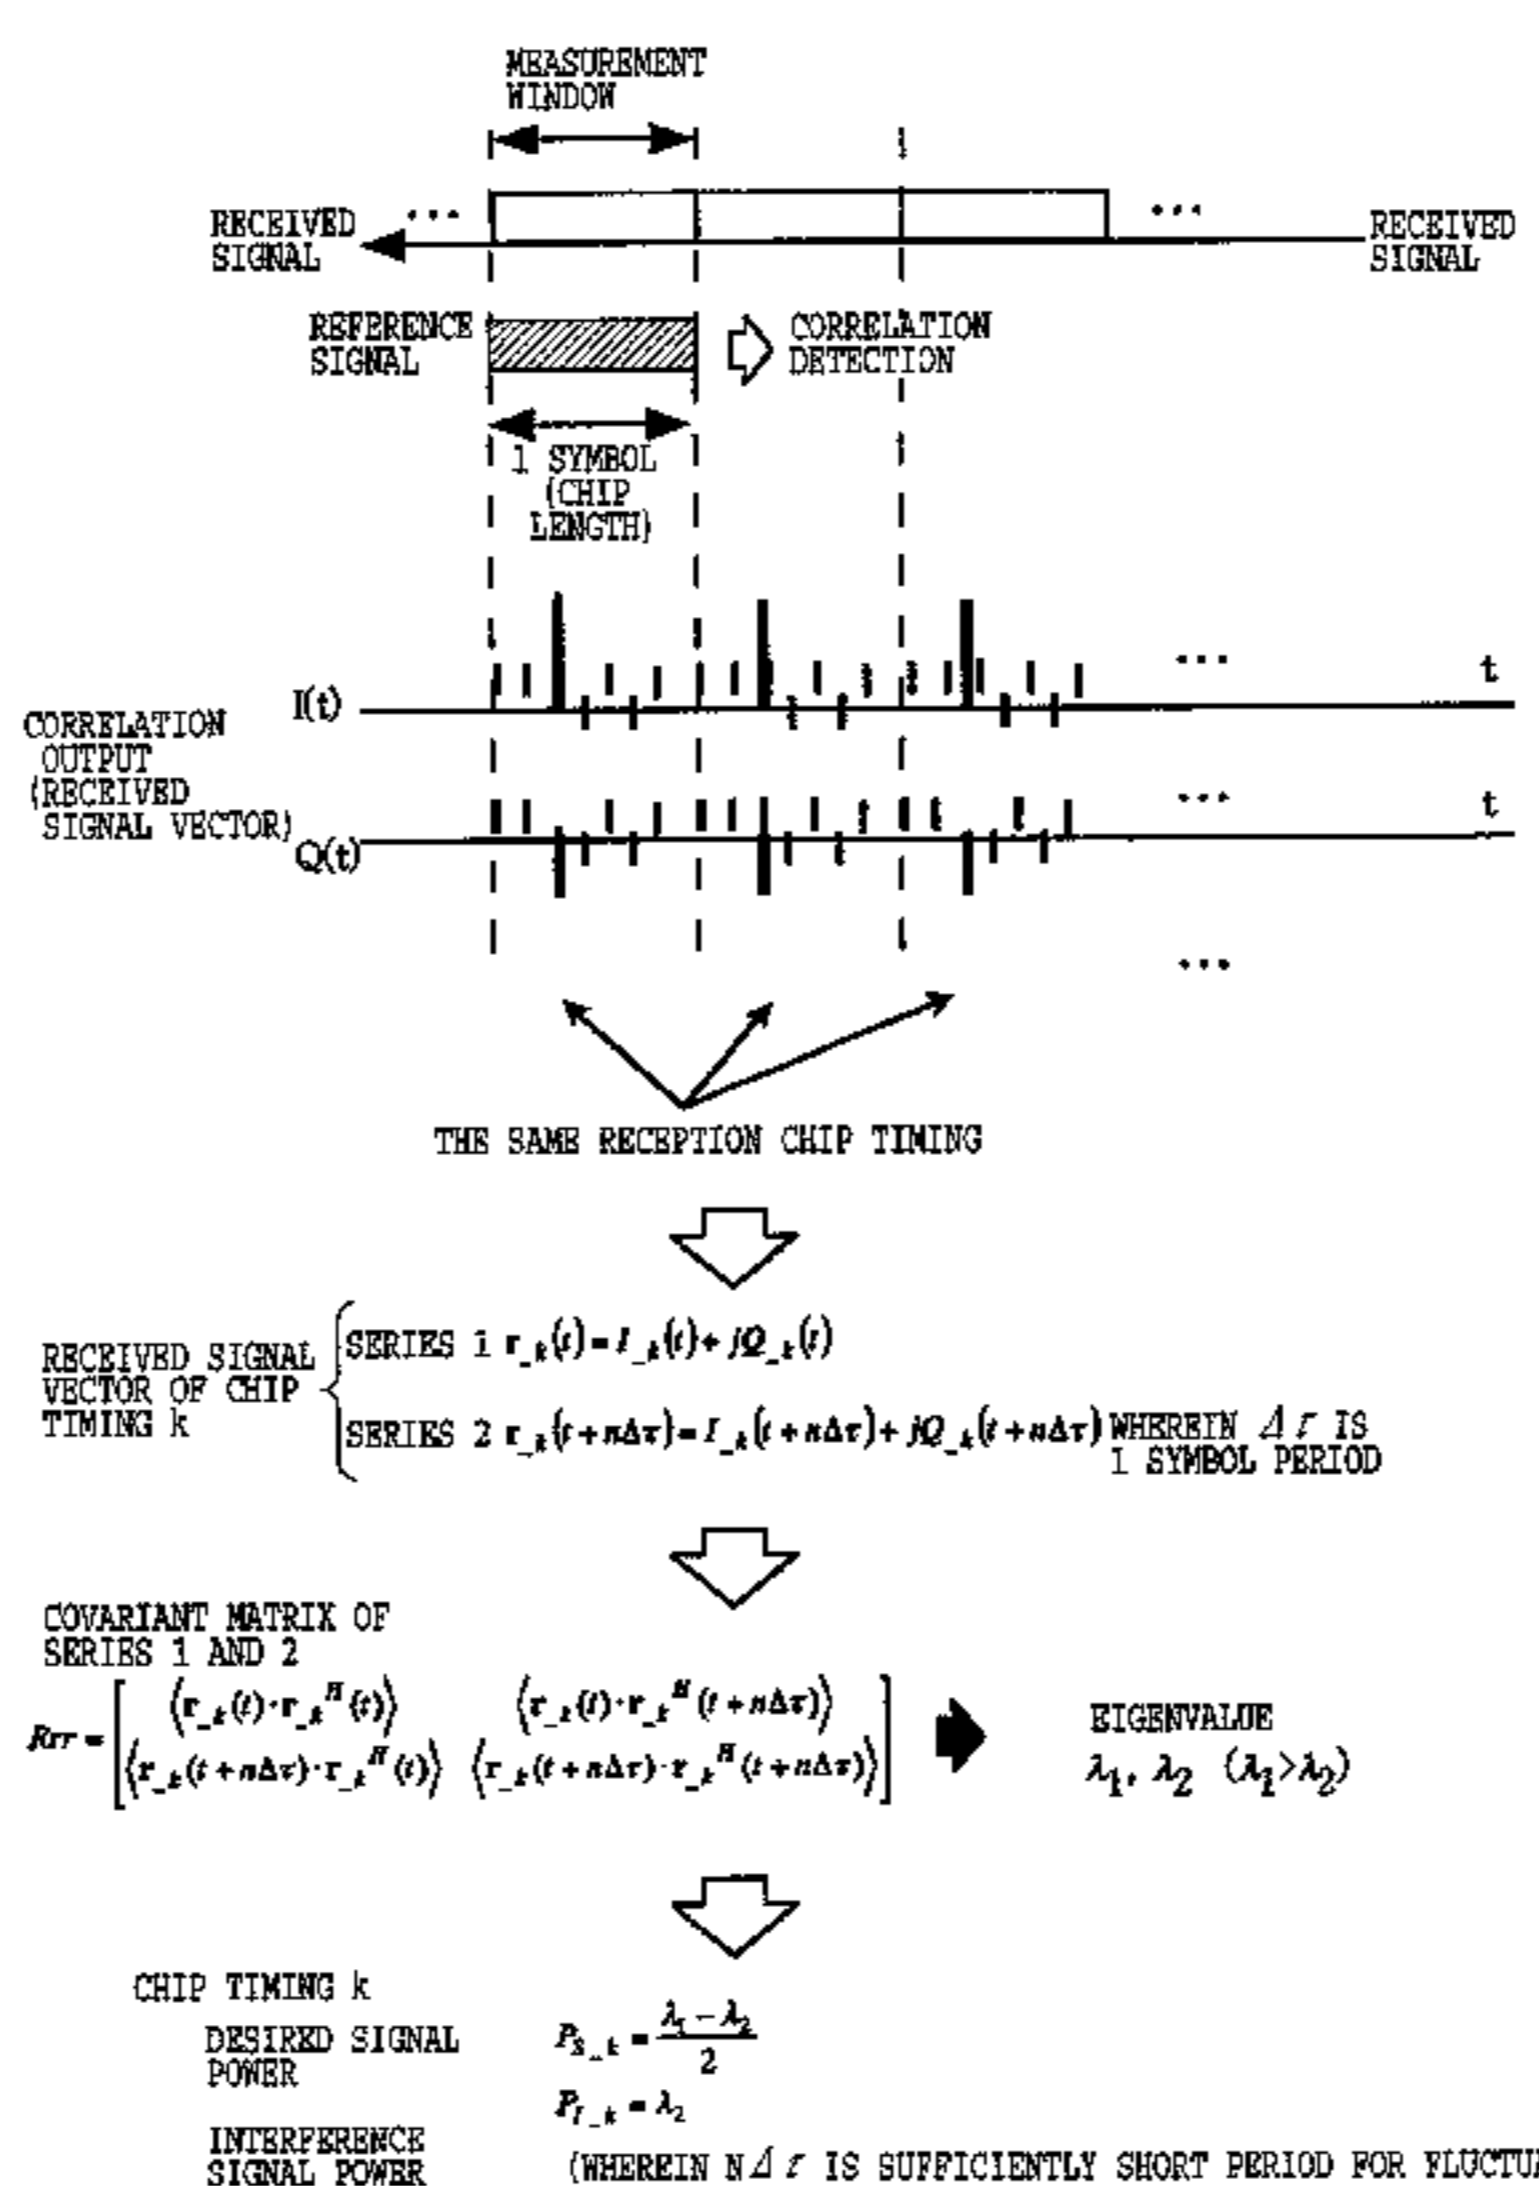 MEASUREMENT
WINDOW
RECEIVED
SIGNAL
...
...
RECEIVED
SIGNAL
REFERENCE
SIGNAL
CORRELATION
DETECTION
1 SYMBOL
(CHIP
LENGTH)
I(t)
...
t
CORRELATION
OUTPUT
(RECEIVED
SIGNAL VECTOR)
Q(t)
...
t
...
THE SAME RECEPTION CHIP TIMING
RECEIVED SIGNAL
VECTOR OF CHIP
TIMING k
SERIES 1 r_k(t)=I_k(t)+jQ_k(t)
SERIES 2 r_k(t+nΔτ)=I_k(t+nΔτ)+jQ_k(t+nΔτ) WHEREIN Δτ IS
1 SYMBOL PERIOD
COVARIANT MATRIX OF
SERIES 1 AND 2
Rrr = [⟨r_k(t)·r_k^H(t)⟩ ⟨r_k(t)·r_k^H(t+nΔτ)⟩
⟨r_k(t+nΔτ)·r_k^H(t)⟩ ⟨r_k(t+nΔτ)·r_k^H(t+nΔτ)⟩]
EIGENVALUE
λ1, λ2 (λ1>λ2)
CHIP TIMING k
DESIRED SIGNAL
POWER
P_S_k = (λ1 − λ2)/2
P_I_k = λ2
INTERFERENCE
SIGNAL POWER
(WHEREIN NΔτ IS SUFFICIENTLY SHORT PERIOD FOR